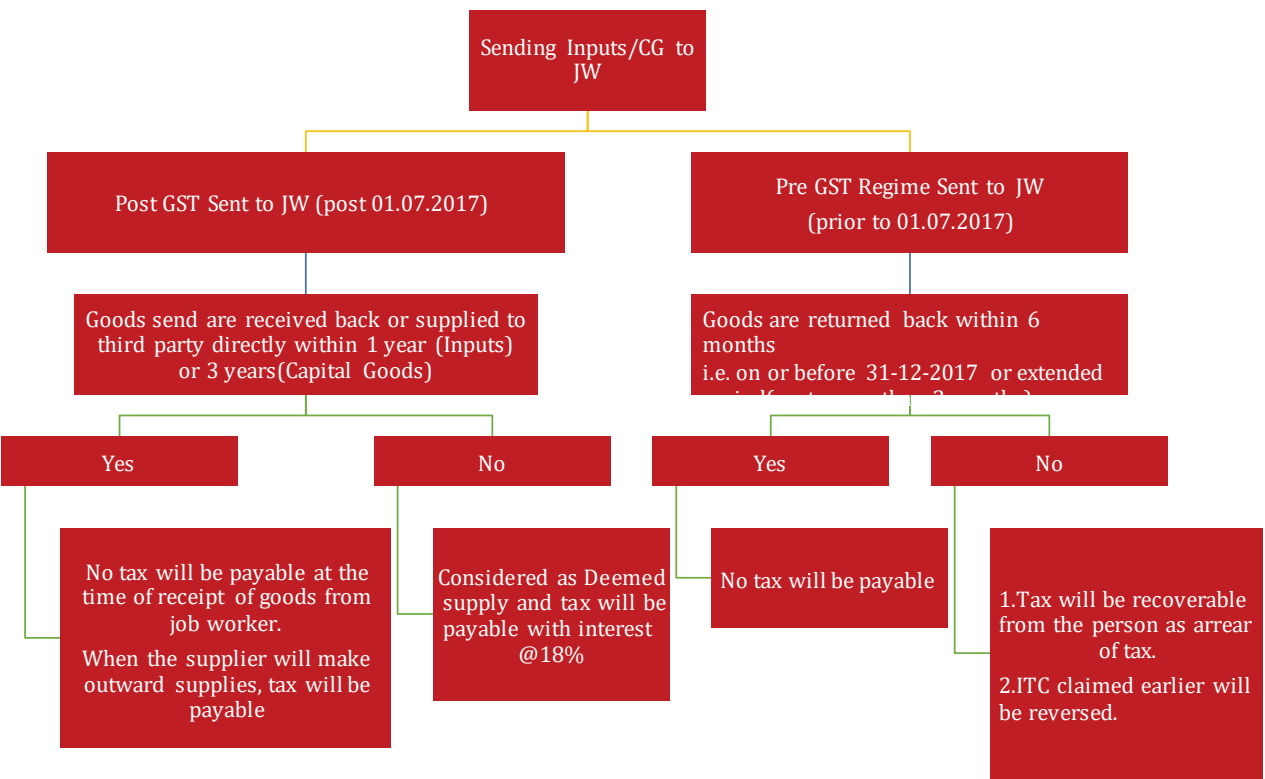 Sending Inputs/CG to
JW
Post GST Sent to JW (post 01.07.2017)
Pre GST Regime Sent to JW
(prior to 01.07.2017)
Goods send are received back or supplied to
third party directly within 1 year (Inputs)
or 3 years(Capital Goods)
Goods are returned back within 6
months
i.e. on or before 31-12-2017 or extended
Yes
No
Yes
No
No tax will be payable at the
time of receipt of goods from
job worker.
When the supplier will make
outward supplies, tax will be
payable
Considered as Deemed
supply and tax will be
payable with interest
@18%
No tax will be payable
1.Tax will be recoverable
from the person as arrear
of tax.
2.ITC claimed earlier will
be reversed.